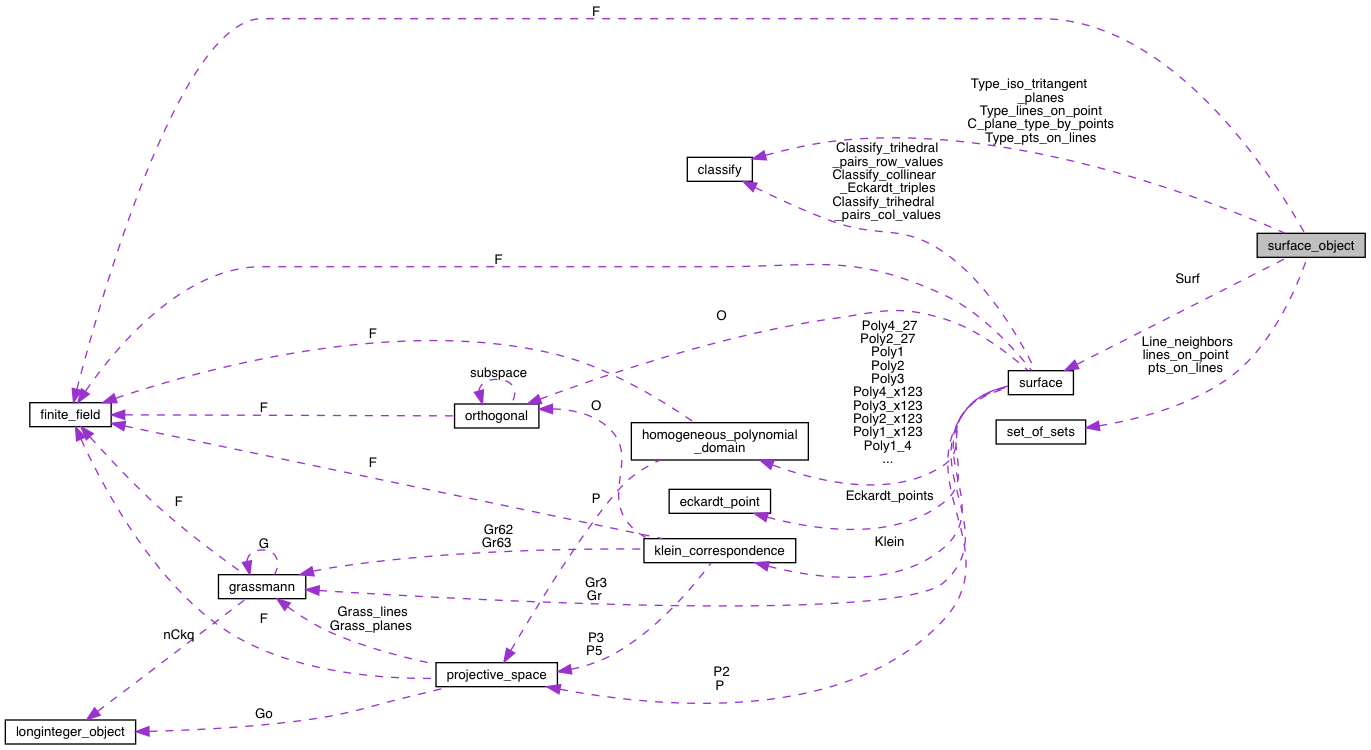 F
Type_iso_tritangent
_planes
Type_lines_on_point
C_plane_type_by_points
Type_pts_on_lines
Classify_trihedral
_pairs_row_values
Classify_collinear
_Eckardt_triples
Classify_trihedral
_pairs_col_values
classify
surface_object
F
Surf
O
F
Poly4_27
Poly2_27
Poly1
Poly2
Poly3
Poly4_x123
Poly3_x123
Poly2_x123
Poly1_x123
Poly1_4
...
Line_neighbors
lines_on_point
pts_on_lines
subspace
surface
finite_field
F
orthogonal
O
homogeneous_polynomial
_domain
set_of_sets
F
P
eckardt_point
Eckardt_points
F
Gr62
Gr63
klein_correspondence
Klein
G
grassmann
Gr3
Gr
F
Grass_lines
Grass_planes
nCkq
P3
P5
projective_space
P2
P
Go
longinteger_object